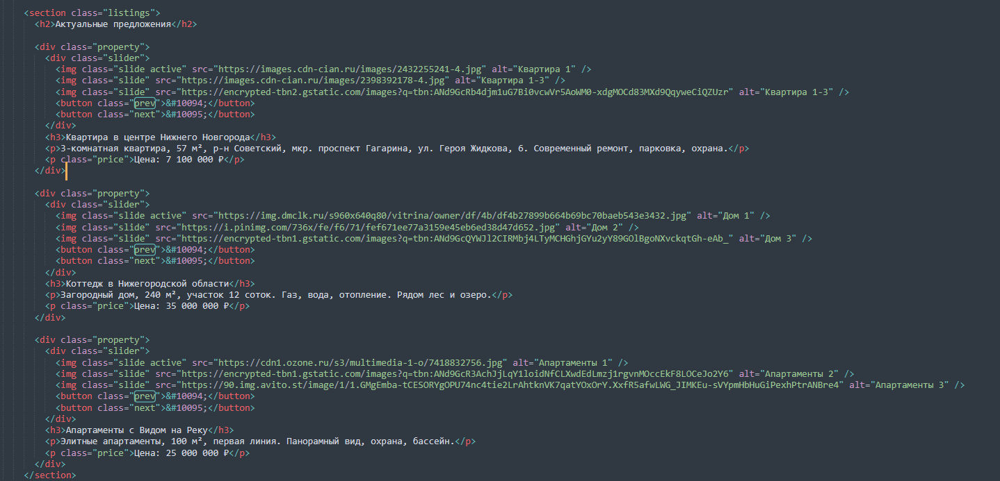 <section class="listings">
<h2>Актуальные предложения</h2>
<div class="property">
<div class="slider">
<img class="slide active" src="https://images.cdn-cian.ru/images/2432255241-4.jpg" alt="Квартира 1" />
<img class="slide" src="https://images.cdn-cian.ru/images/2398392178-4.jpg" alt="Квартира 1-3" />
<img class="slide" src="https://encrypted-tbn2.gstatic.com/images?q=tbn:ANd9GcRb4djm1uG7Bi0vcwVr5AoWM0-xdgMOCd83MXd9QqyweCiQZUzr" alt="Квартира 1-3" />
<button class="prev">&#10094;</button>
<button class="next">&#10095;</button>
</div>
<h3>Квартира в центре Нижнего Новгорода</h3>
<p>3-комнатная квартира, 57 м², р-н Советский, мкр. проспект Гагарина, ул. Героя Жидкова, 6. Современный ремонт, парковка, охрана.</p>
<p class="price">Цена: 7 100 000 ₽</p>
</div>
<div class="property">
<div class="slider">
<img class="slide active" src="https://img.dmclk.ru/s960x640q80/vitrina/owner/df/4b/df4b27899b664b69bc70baeb543e3432.jpg" alt="Дом 1" />
<img class="slide" src="https://i.pinimg.com/736x/fe/f6/71/fef671ee77a3159e45eb6ed38d47d652.jpg" alt="Дом 2" />
<img class="slide" src="https://encrypted-tbn1.gstatic.com/images?q=tbn:ANd9GcQYWJl2CIRMbj4LTyMCHGhjGYu2yY89GOlBgoNXvckqtGh-eAb_" alt="Дом 3" />
<button class="prev">&#10094;</button>
<button class="next">&#10095;</button>
</div>
<h3>Коттедж в Нижегородской области</h3>
<p>Загородный дом, 240 м², участок 12 соток. Газ, вода, отопление. Рядом лес и озеро.</p>
<p class="price">Цена: 35 000 000 ₽</p>
</div>
<div class="property">
<div class="slider">
<img class="slide active" src="https://cdn1.ozone.ru/s3/multimedia-1-o/7418832756.jpg" alt="Апартаменты 1" />
<img class="slide" src="https://encrypted-tbn1.gstatic.com/images?q=tbn:ANd9GcR3AchJjLqY1loidNfCLXwdEdLmzj1rgvnMOccEkF8LOCeJo2Y6" alt="Апартаменты 2" />
<img class="slide" src="https://90.img.avito.st/image/1/1.GMgEmba-tCESORYgOPU74nc4tie2LrAhtknVK7qatYOxOrY.XxfR5afwLWG_JIMKEu-sVYpmHbHuGiPexhPtrANBre4" alt="Апартаменты 3" />
<button class="prev">&#10094;</button>
<button class="next">&#10095;</button>
</div>
<h3>Апартаменты с Видом на Реку</h3>
<p>Элитные апартаменты, 100 м², первая линия. Панорамный вид, охрана, бассейн.</p>
<p class="price">Цена: 25 000 000 ₽</p>
</div>
</section>